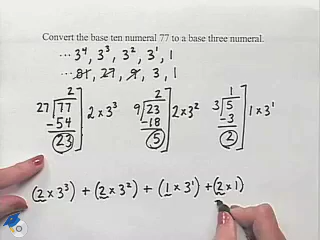 Convert the base ten numeral 77 to a base three numeral.
... 3⁴, 3³, 3², 3¹, 1
... 81, 27, 9, 3, 1
2
27 77 2 x 3³
-54
23
2
9 23 2 x 3²
-18
5
1
3 5 1 x 3¹
-3
2
(2 x 3³) + (2 x 3²) + (1 x 3¹) + (2 x 1)